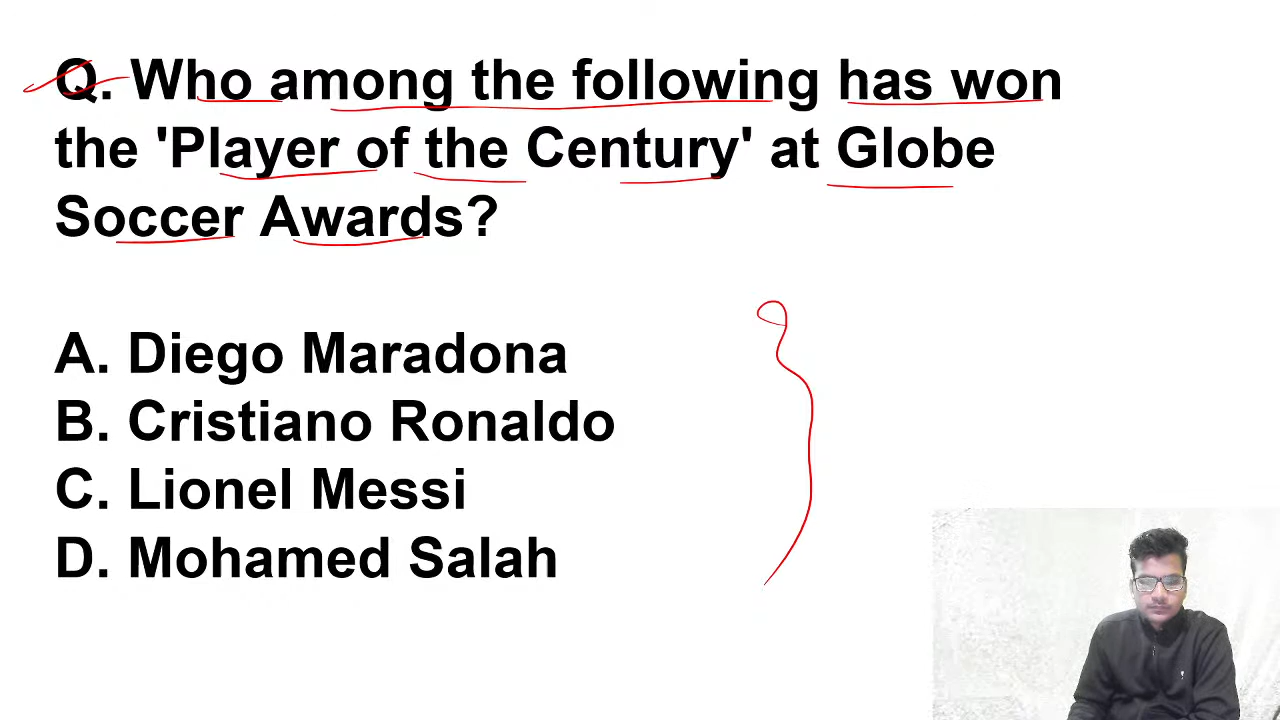 Q. Who among the following has won
the 'Player of the Century' at Globe
Soccer Awards?
A. Diego Maradona
B. Cristiano Ronaldo
C. Lionel Messi
D. Mohamed Salah